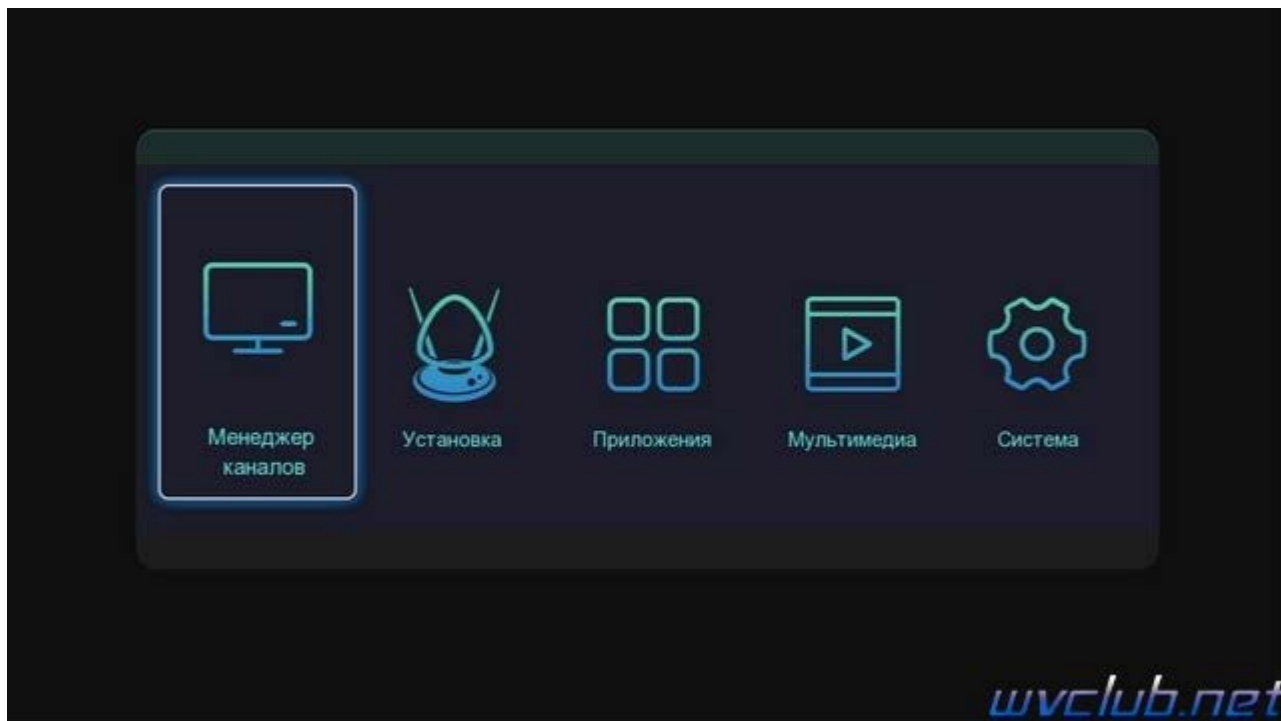 Менеджер
каналов
Установка
Приложения
Мультимедиа
Система
wvclub.net